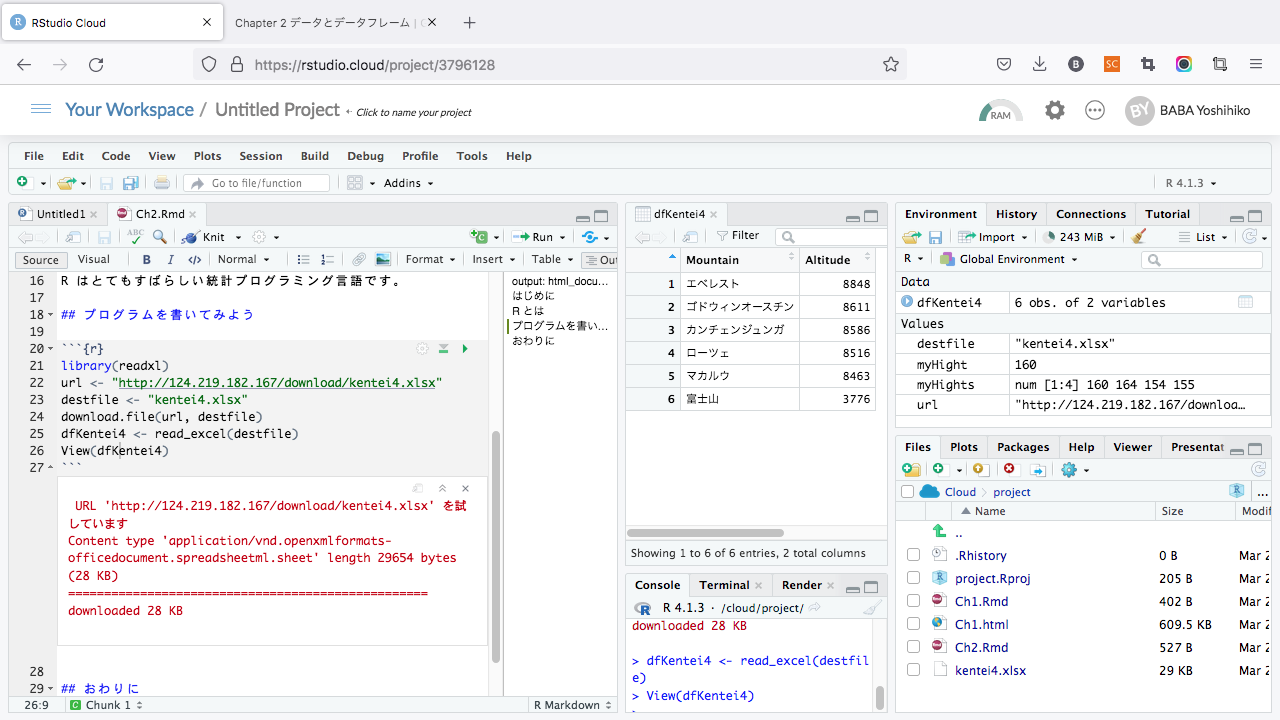 RStudio Cloud
Chapter 2 データとデータフレーム | C
https://rstudio.cloud/project/3796128
Your Workspace / Untitled Project ← Click to name your project
RAM
BY BABA Yoshihiko
File Edit Code View Plots Session Build Debug Profile Tools Help
Go to file/function
Addins
R 4.1.3
Untitled1
Ch2.Rmd
ABC
Knit
Run
Source Visual B I </> Normal Format Insert Table Out
16 R はとてもすばらしい統計プログラミング言語です。
17
18 ## プログラムを書いてみよう
19
20 ```{r}
21 library(readxl)
22 url <- "http://124.219.182.167/download/kentei4.xlsx"
23 destfile <- "kentei4.xlsx"
24 download.file(url, destfile)
25 dfKentei4 <- read_excel(destfile)
26 View(dfKentei4)
27 ```
URL 'http://124.219.182.167/download/kentei4.xlsx' を試
しています
Content type 'application/vnd.openxmlformats-
officedocument.spreadsheetml.sheet' length 29654 bytes
(28 KB)
==================================================
downloaded 28 KB
28
29 ## おわりに
26:9 Chunk 1 R Markdown
output: html_docu…
はじめに
R とは
プログラムを書い…
おわりに
dfKentei4
Filter
Mountain Altitude
1 エベレスト 8848
2 ゴドウィンオースチン 8611
3 カンチェンジュンガ 8586
4 ローツェ 8516
5 マカルウ 8463
6 富士山 3776
Showing 1 to 6 of 6 entries, 2 total columns
Console Terminal Render
R 4.1.3 · /cloud/project/
downloaded 28 KB
> dfKentei4 <- read_excel(destfil
e)
> View(dfKentei4)
Environment History Connections Tutorial
Import 243 MiB List
R Global Environment
Data
dfKentei4 6 obs. of 2 variables
Values
destfile "kentei4.xlsx"
myHight 160
myHights num [1:4] 160 164 154 155
url "http://124.219.182.167/downloa…
Files Plots Packages Help Viewer Presentat
Cloud project ...
Name Size Modif
..
.Rhistory 0 B Mar 2
project.Rproj 205 B Mar 2
Ch1.Rmd 402 B Mar 2
Ch1.html 609.5 KB Mar 2
Ch2.Rmd 527 B Mar 2
kentei4.xlsx 29 KB Mar 2